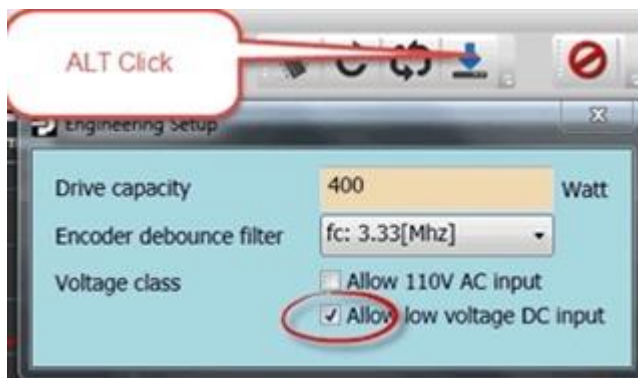 ALT Click
Engineering Setup
Drive capacity
400
Watt
Encoder debounce filter
fc: 3.33[Mhz]
Voltage class
Allow 110V AC input
Allow low voltage DC input